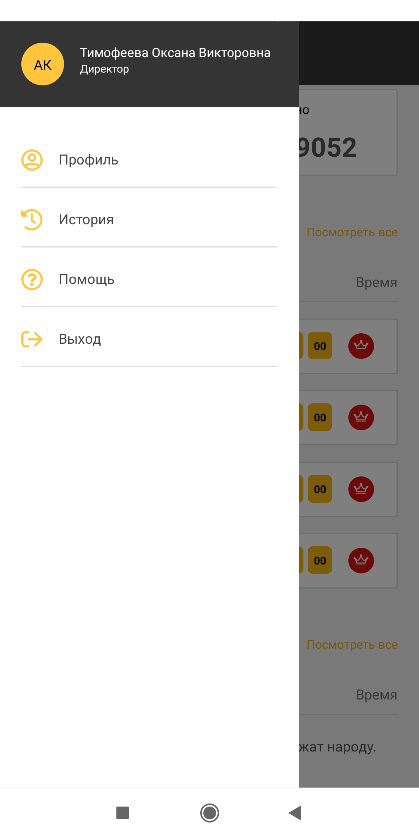 АК
Тимофеева Оксана Викторовна
Директор
Профиль
История
Помощь
Выход
9052
Посмотреть все
Время
00
00
00
00
Посмотреть все
Время
народу.